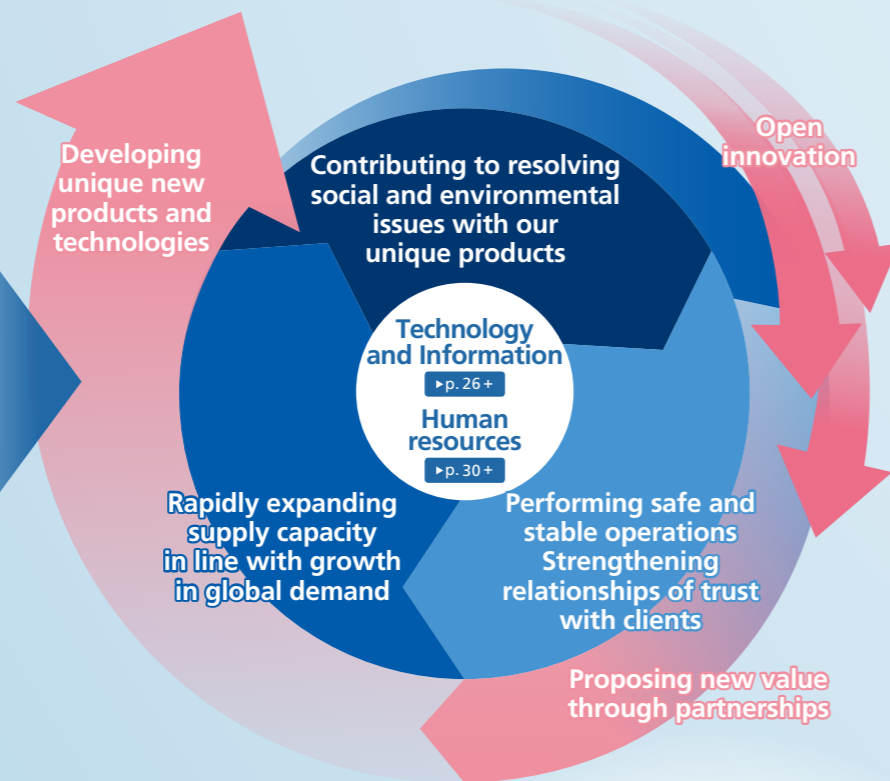 Developing
unique new
products and
technologies
Contributing to resolving
social and environmental
issues with our
unique products
Open
innovation
Technology
and Information
▶p. 26+
Human
resources
▶p. 30+
Rapidly expanding
supply capacity
in line with growth
in global demand
Performing safe and
stable operations
Strengthening
relationships of trust
with clients
Proposing new value
through partnerships